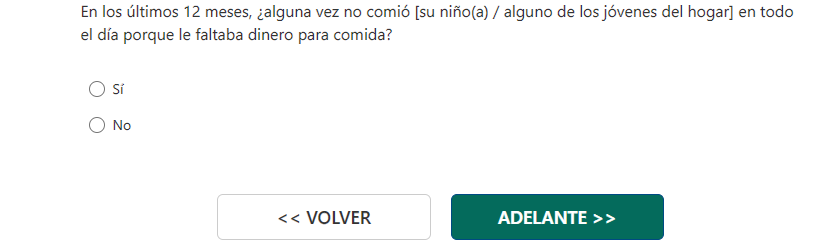 En los últimos 12 meses, ¿alguna vez no comió [su niño(a) / alguno de los jóvenes del hogar] en todo
el día porque le faltaba dinero para comida?
Sí
No
<< VOLVER
ADELANTE >>